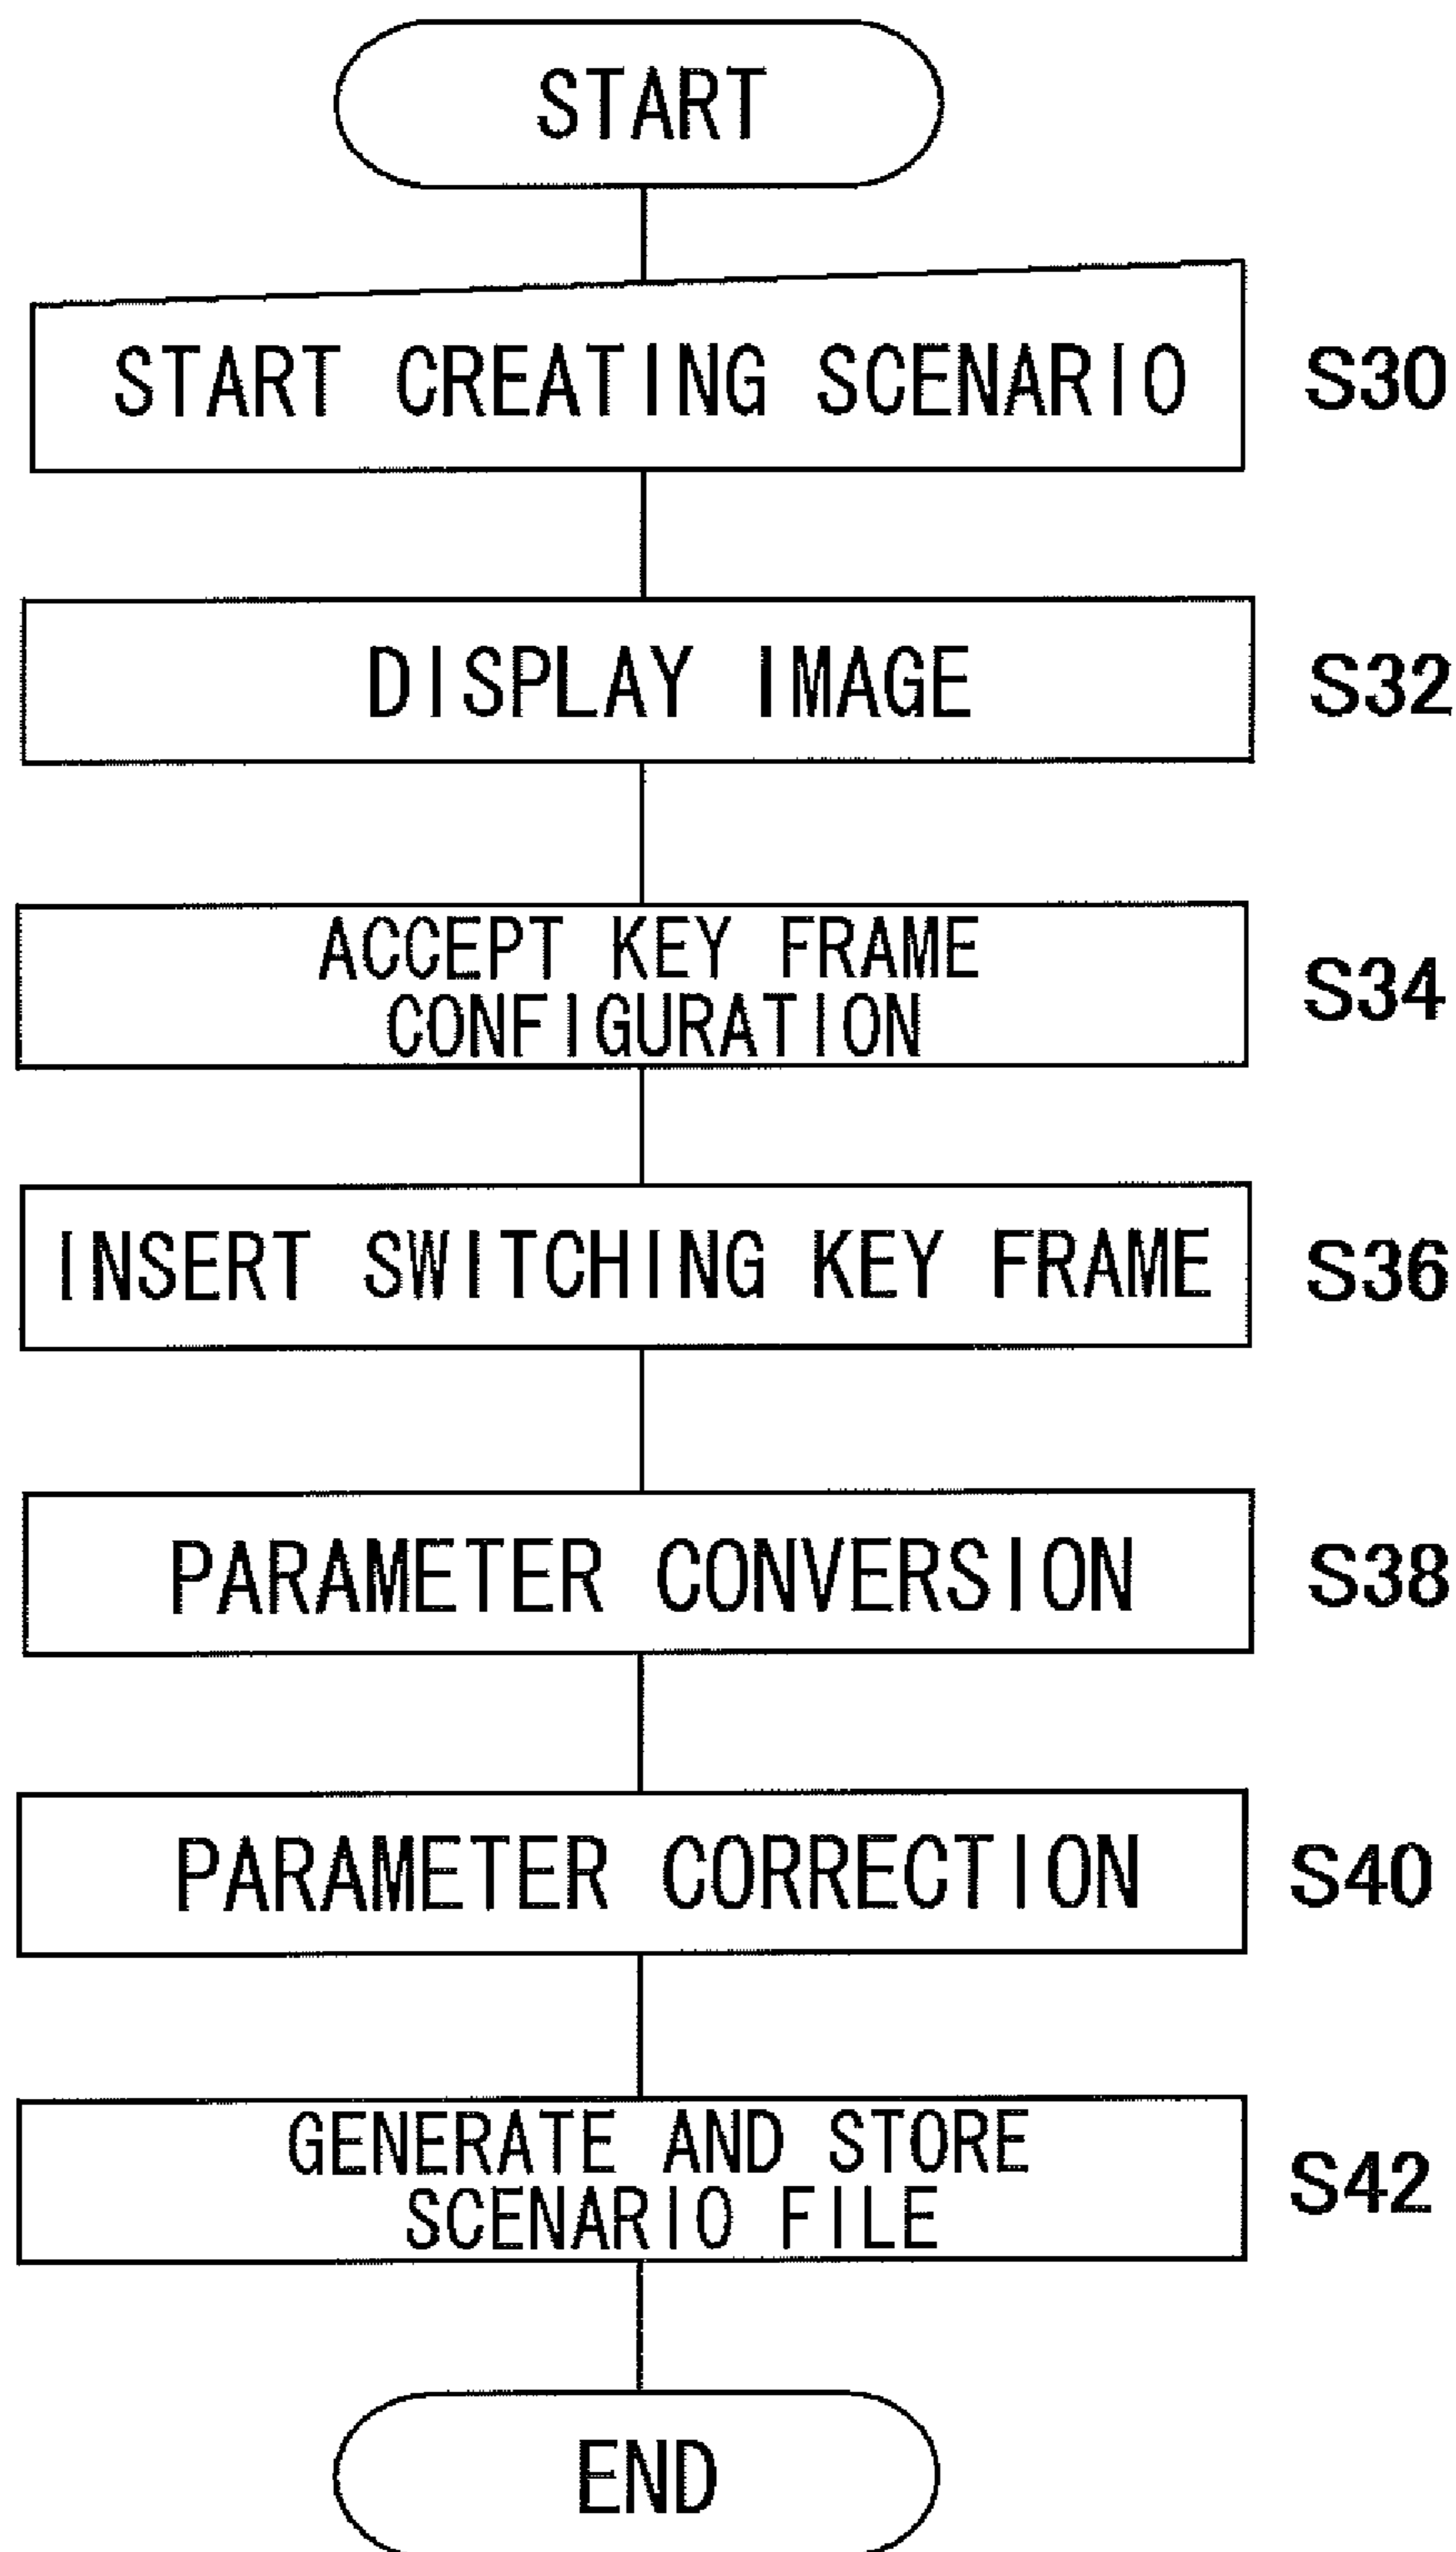 START
START CREATING SCENARIO S30
DISPLAY IMAGE S32
ACCEPT KEY FRAME
CONFIGURATION S34
INSERT SWITCHING KEY FRAME S36
PARAMETER CONVERSION S38
PARAMETER CORRECTION S40
GENERATE AND STORE
SCENARIO FILE S42
END